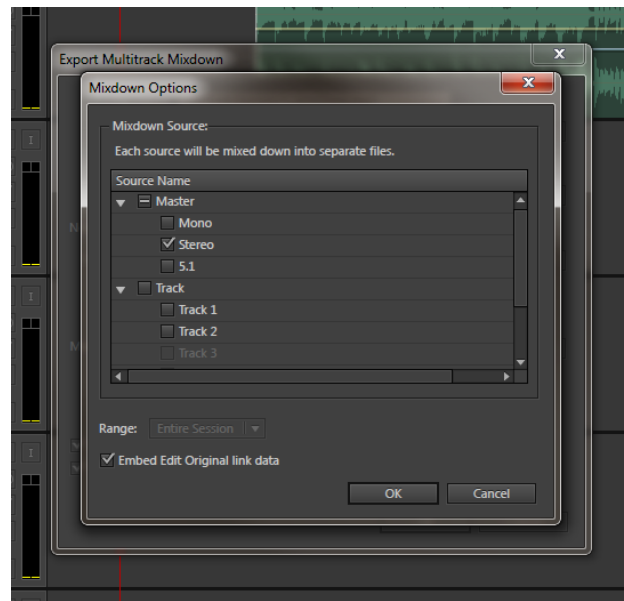 Export Multitrack Mixdown
x
Mixdown Options
x
Mixdown Source:
Each source will be mixed down into separate files.
Source Name
Master
Mono
Stereo
5.1
Track
Track 1
Track 2
Track 3
Range: Entire Session
Embed Edit Original link data
OK Cancel
I
I
I